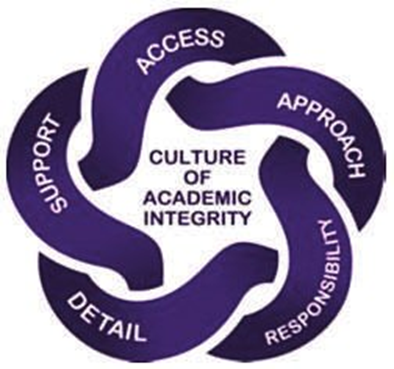 ACCESS
APPROACH
RESPONSIBILITY
DETAIL
SUPPORT
CULTURE
OF
ACADEMIC
INTEGRITY